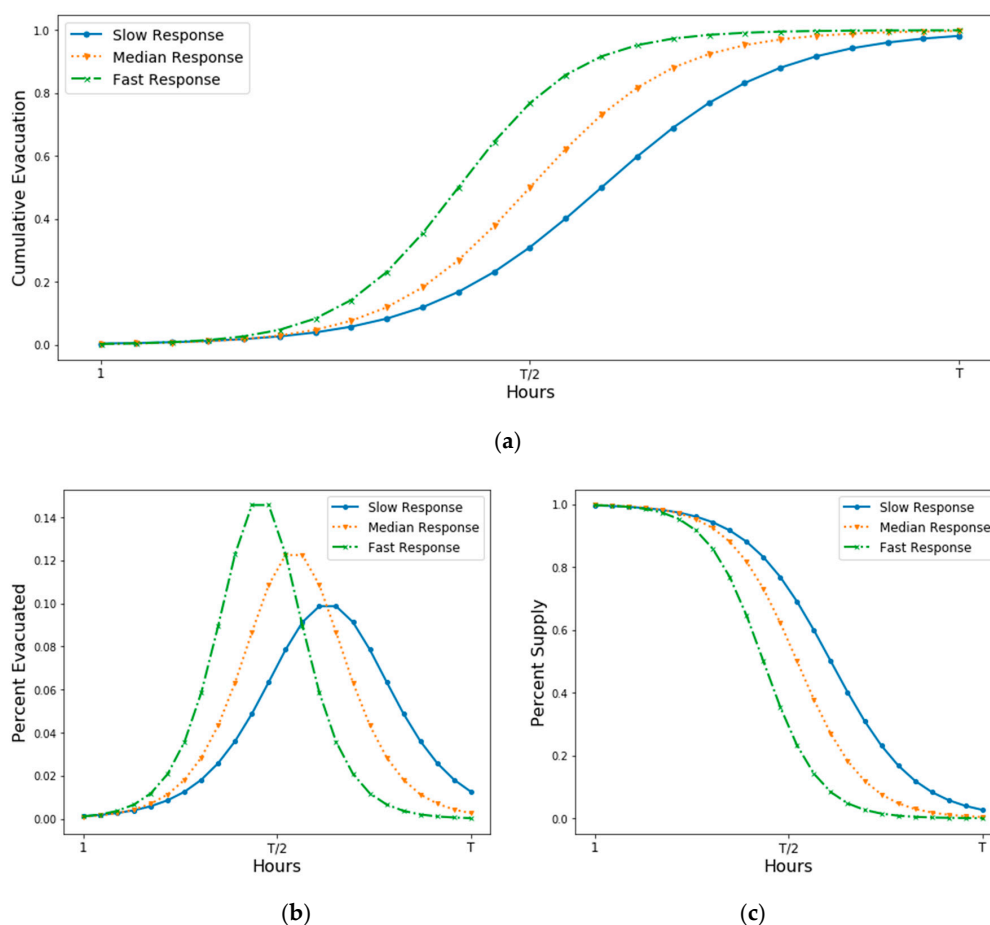 1.0
0.8
0.6
0.4
0.2
0.0
Cumulative Evacuation
Slow Response
Median Response
Fast Response
1
T/2
T
Hours
(a)
0.14
0.12
0.10
0.08
0.06
0.04
0.02
0.00
Percent Evacuated
Slow Response
Median Response
Fast Response
1
T/2
T
Hours
(b)
1.0
0.8
0.6
0.4
0.2
0.0
Percent Supply
Slow Response
Median Response
Fast Response
1
T/2
T
Hours
(c)